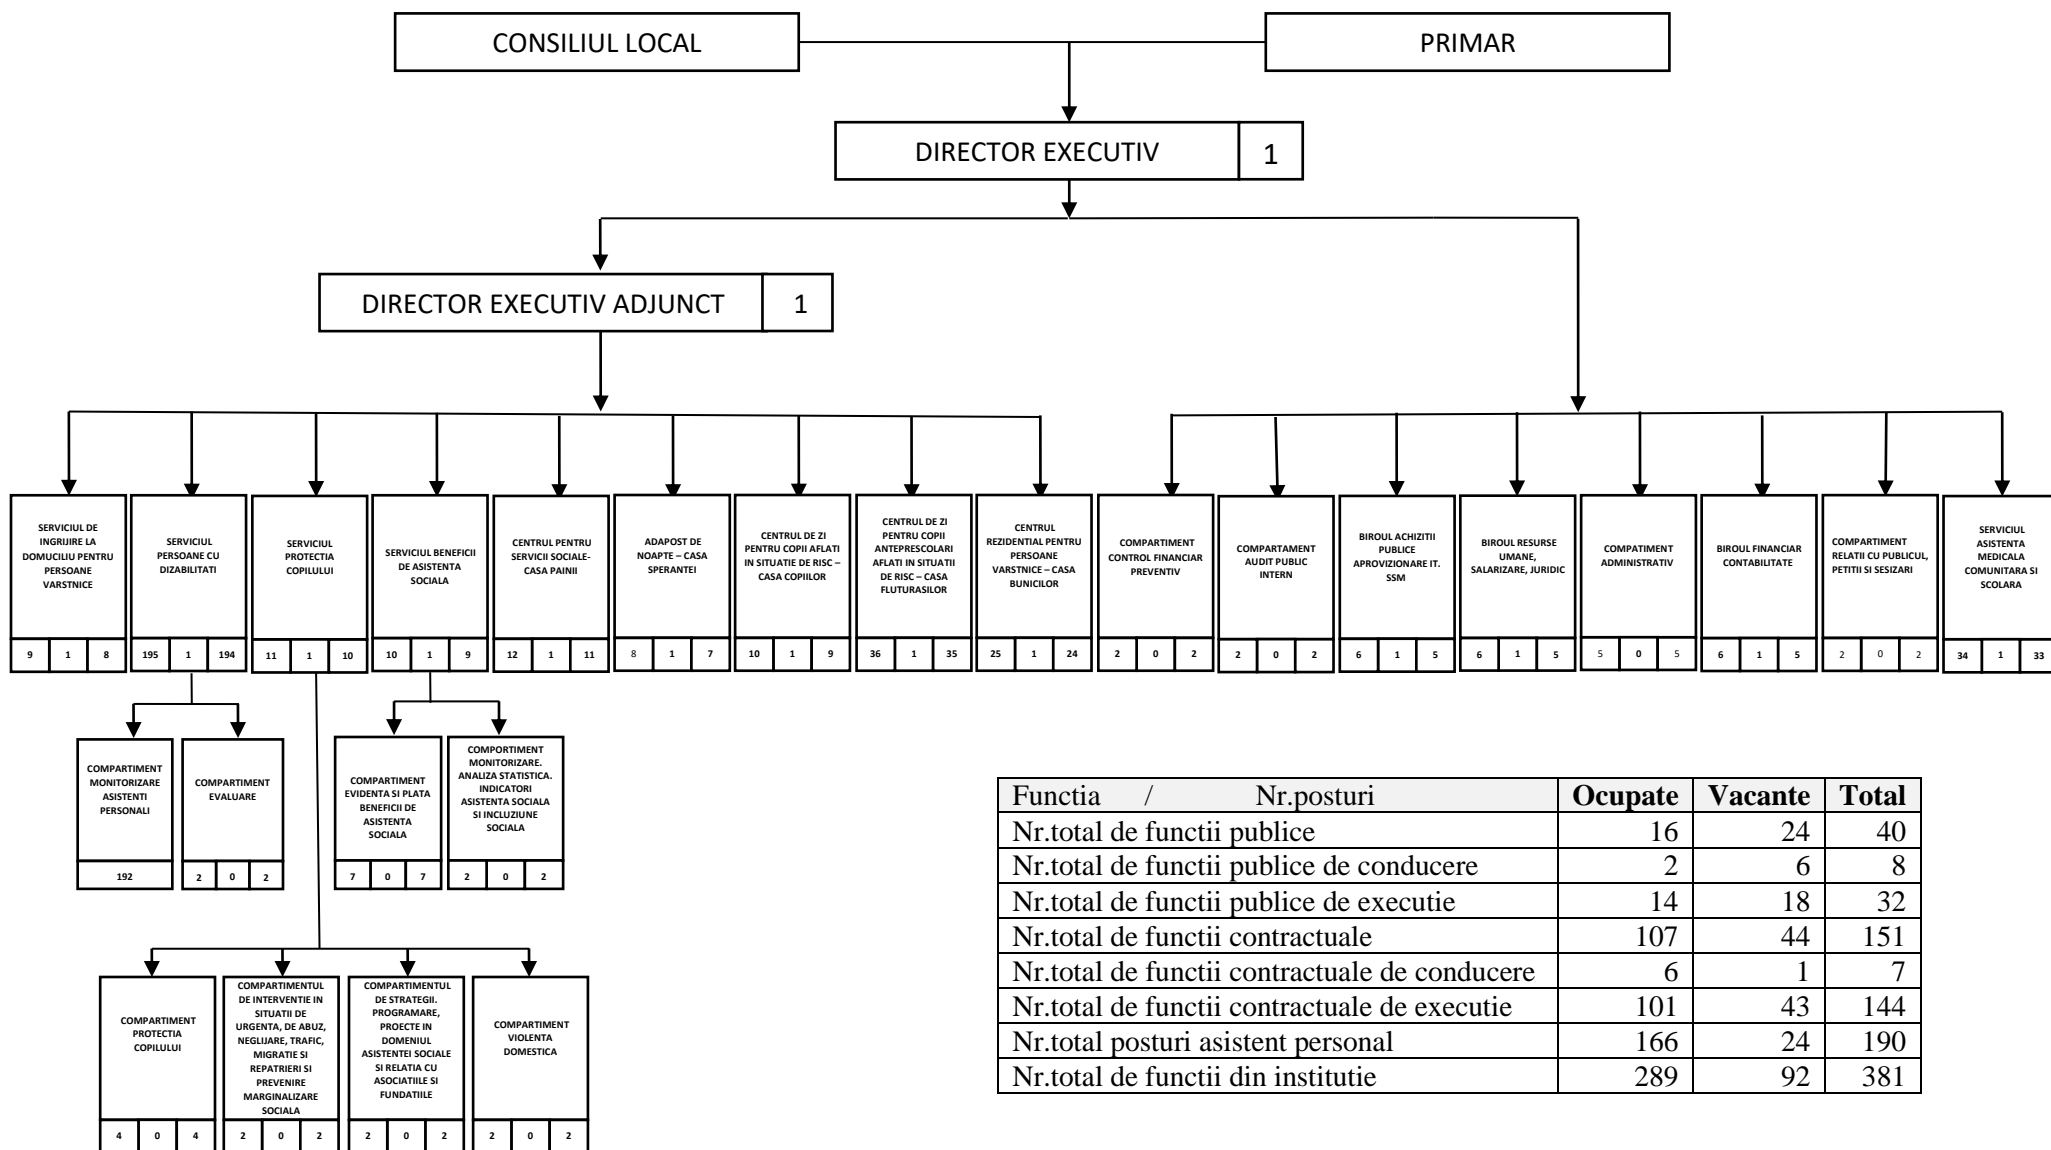 CONSILIUL LOCAL
PRIMAR
DIRECTOR EXECUTIV
1
DIRECTOR EXECUTIV ADJUNCT
1
SERVICIUL DE
INGRIJIRE LA
DOMUCILIU PENTRU
PERSOANE
VARSTNICE
9 1 8
SERVICIUL
PERSOANE CU
DIZABILITATI
195 1 194
SERVICIUL
PROTECTIA
COPILULUI
11 1 10
SERVICIUL BENEFICII
DE ASISTENTA
SOCIALA
10 1 9
CENTRUL PENTRU
SERVICII SOCIALE-
CASA PAINII
12 1 11
ADAPOST DE
NOAPTE – CASA
SPERANTEI
8 1 7
CENTRUL DE ZI
PENTRU COPII AFLATI
IN SITUATIE DE RISC –
CASA COPIILOR
10 1 9
CENTRUL DE ZI
PENTRU COPII
ANTEPRESCOLARI
AFLATI IN SITUATII
DE RISC – CASA
FLUTURASILOR
36 1 35
CENTRUL
REZIDENTIAL PENTRU
PERSOANE
VARSTNICE – CASA
BUNICILOR
25 1 24
COMPARTIMENT
CONTROL FINANCIAR
PREVENTIV
2 0 2
COMPARTAMENT
AUDIT PUBLIC
INTERN
2 0 2
BIROUL ACHIZITII
PUBLICE
APROVIZIONARE IT.
SSM
6 1 5
BIROUL RESURSE
UMANE,
SALARIZARE, JURIDIC
6 1 5
COMPATIMENT
ADMINISTRATIV
5 0 5
BIROUL FINANCIAR
CONTABILITATE
6 1 5
COMPARTIMENT
RELATII CU PUBLICUL,
PETITII SI SESIZARI
2 0 2
SERVICIUL
ASISTENTA
MEDICALA
COMUNITARA SI
SCOLARA
34 1 33
COMPARTIMENT
MONITORIZARE
ASISTENTI
PERSONALI
192
COMPARTIMENT
EVALUARE
2 0 2
COMPARTIMENT
EVIDENTA SI PLATA
BENEFICII DE
ASISTENTA
SOCIALA
7 0 7
COMPORTIMENT
MONITORIZARE.
ANALIZA STATISTICA.
INDICATORI
ASISTENTA SOCIALA
SI INCLUZIUNE
SOCIALA
2 0 2
COMPARTIMENT
PROTECTIA
COPILULUI
4 0 4
COMPARTIMENTUL
DE INTERVENTIE IN
SITUATII DE
URGENTA, DE ABUZ,
NEGLIJARE, TRAFIC,
MIGRATIE SI
REPATRIERI SI
PREVENIRE
MARGINALIZARE
SOCIALA
2 0 2
COMPARTIMENTUL
DE STRATEGII.
PROGRAMARE,
PROECTE IN
DOMENIUL
ASISTENTEI SOCIALE
SI RELATIA CU
ASOCIATIILE SI
FUNDATIILE
2 0 2
COMPARTIMENT
VIOLENTA
DOMESTICA
2 0 2
Functia / Nr.posturi Ocupate Vacante Total
Nr.total de functii publice 16 24 40
Nr.total de functii publice de conducere 2 6 8
Nr.total de functii publice de executie 14 18 32
Nr.total de functii contractuale 107 44 151
Nr.total de functii contractuale de conducere 6 1 7
Nr.total de functii contractuale de executie 101 43 144
Nr.total posturi asistent personal 166 24 190
Nr.total de functii din institutie 289 92 381